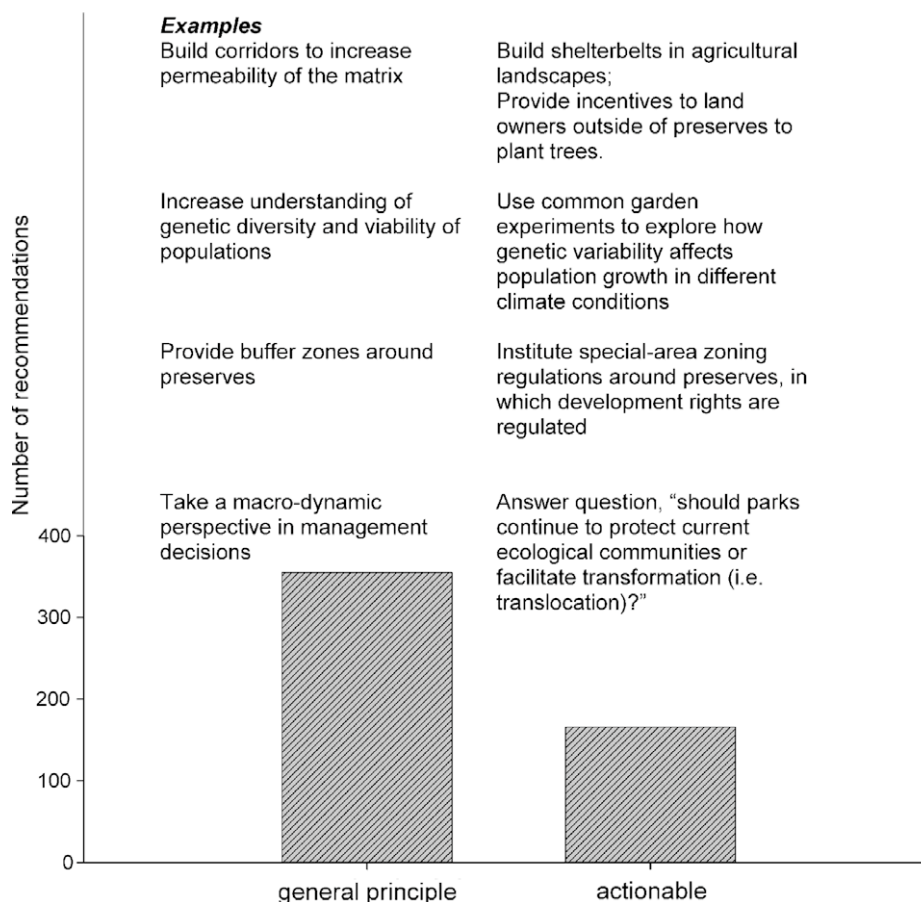 Examples
Build corridors to increase
permeability of the matrix
Build shelterbelts in agricultural
landscapes;
Provide incentives to land
owners outside of preserves to
plant trees.
Increase understanding of
genetic diversity and viability of
populations
Use common garden
experiments to explore how
genetic variability affects
population growth in different
climate conditions
Provide buffer zones around
preserves
Institute special-area zoning
regulations around preserves, in
which development rights are
regulated
Take a macro-dynamic
perspective in management
decisions
Answer question, “should parks
continue to protect current
ecological communities or
facilitate transformation (i.e.
translocation)?”
Number of recommendations
400
300
200
100
0
general principle
actionable